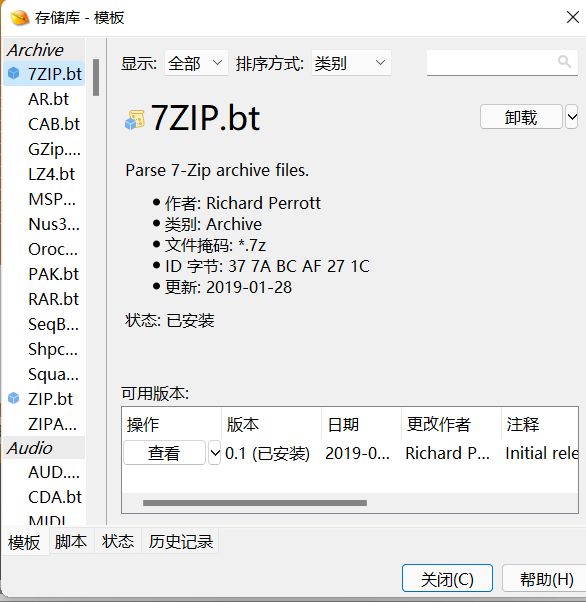 存储库 - 模板
Archive
7ZIP.bt
AR.bt
CAB.bt
GZip....
LZ4.bt
MSP...
Nus3...
Oroc...
PAK.bt
RAR.bt
SeqB...
Shpc...
Squa...
ZIP.bt
ZIPA...
Audio
AUD....
CDA.bt
MIDI
显示: 全部 排序方式: 类别
7ZIP.bt
卸载
Parse 7-Zip archive files.
• 作者: Richard Perrott
• 类别: Archive
• 文件掩码: *.7z
• ID 字节: 37 7A BC AF 27 1C
• 更新: 2019-01-28
状态: 已安装
可用版本:
操作 版本 日期 更改作者 注释
查看 0.1 (已安装) 2019-0... Richard P... Initial rele
模板 脚本 状态 历史记录
关闭(C) 帮助(H)